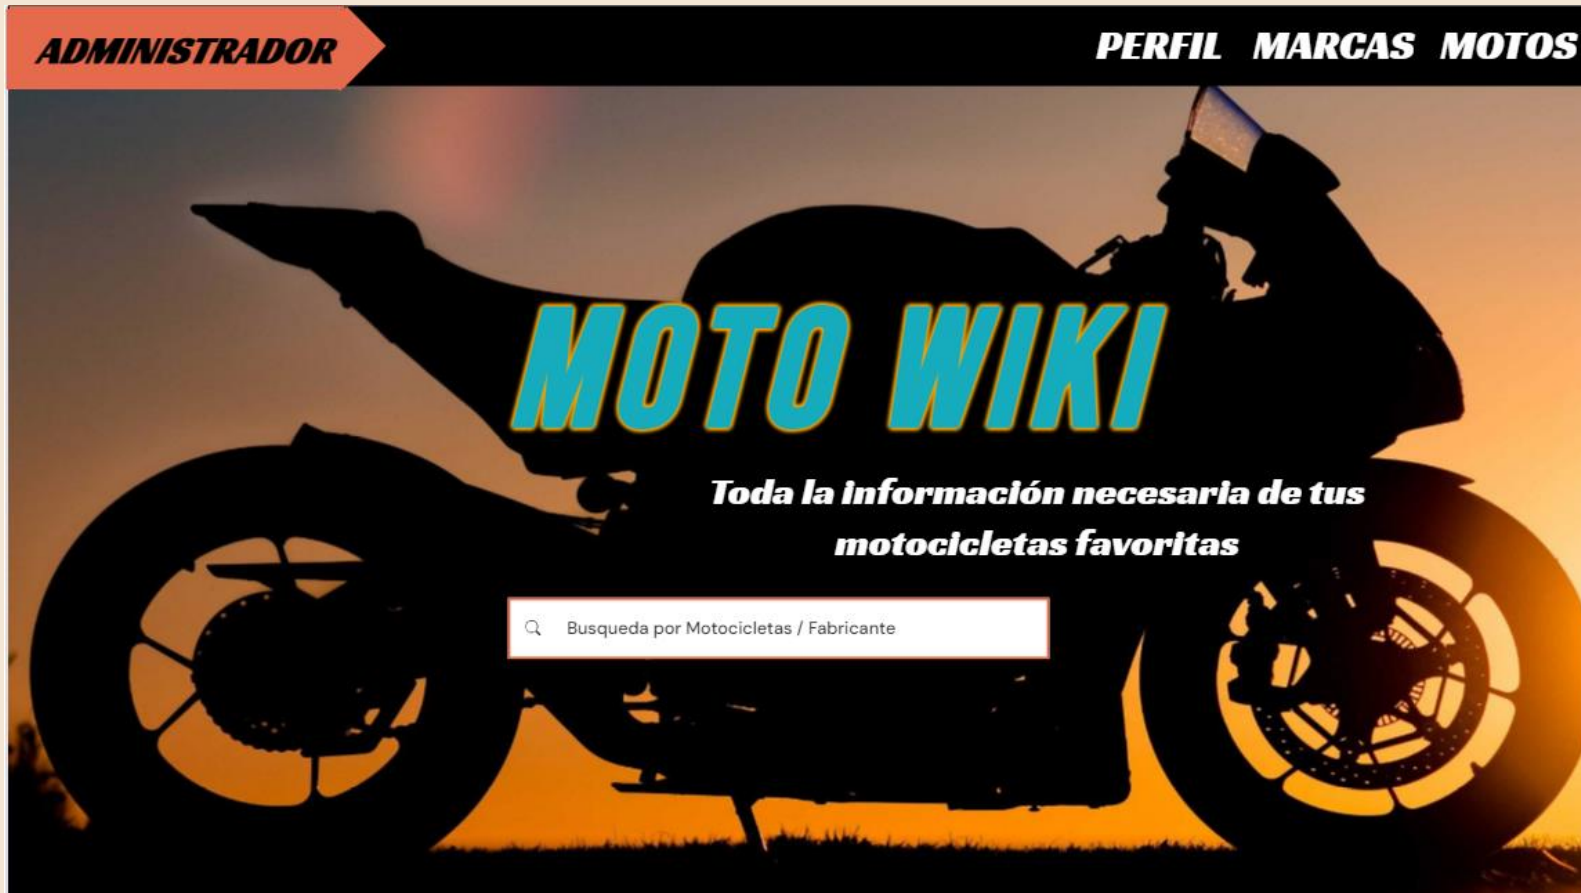 ADMINISTRADOR
PERFIL MARCAS MOTOS
MOTO WIKI
Toda la información necesaria de tus
motocicletas favoritas
Busqueda por Motocicletas / Fabricante